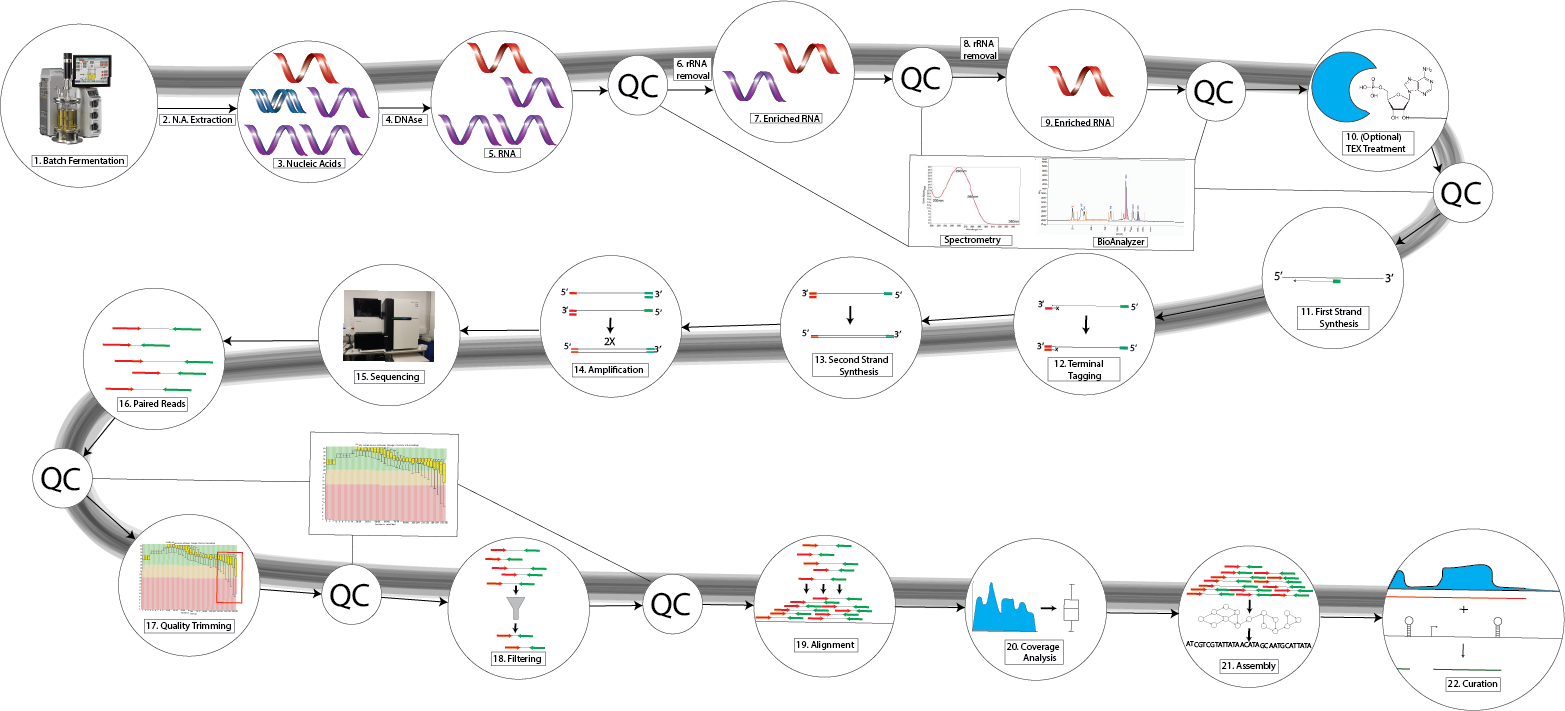 1. Batch Fermentation
2. N.A. Extraction
3. Nucleic Acids
4. DNAse
5. RNA
QC
6. rRNA
removal
7. Enriched RNA
QC
8. rRNA
removal
9. Enriched RNA
QC
10. (Optional)
TEX Treatment
QC
Spectrometry
BioAnalyzer
5′ 3′
11. First Strand
Synthesis
3′ x 5′
3′ x 5′
12. Terminal
Tagging
3′ 5′
5′ 3′
13. Second Strand
Synthesis
5′ 3′
3′ 5′
2X
5′ 3′
14. Amplification
15. Sequencing
16. Paired Reads
QC
17. Quality Trimming
QC
18. Filtering
QC
19. Alignment
20. Coverage
Analysis
ATCGTCGTATTATAACATAGCAATGCATTATA
21. Assembly
+
22. Curation